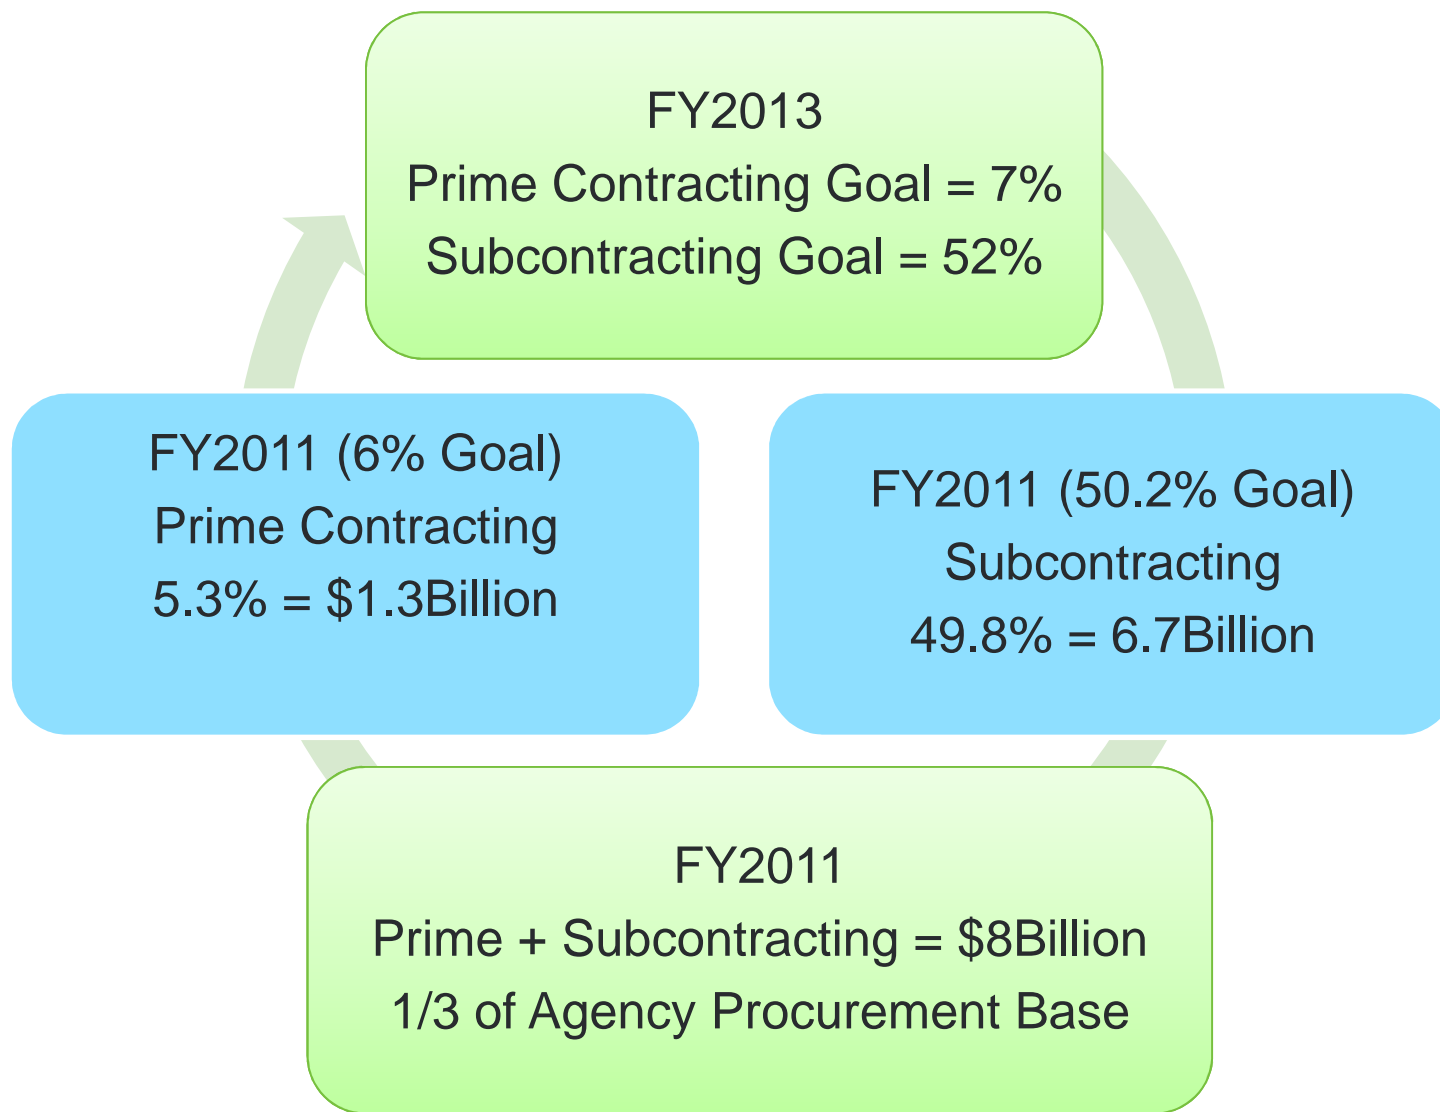 FY2013
Prime Contracting Goal = 7%
Subcontracting Goal = 52%
FY2011 (6% Goal)
Prime Contracting
5.3% = $1.3Billion
FY2011 (50.2% Goal)
Subcontracting
49.8% = 6.7Billion
FY2011
Prime + Subcontracting = $8Billion
1/3 of Agency Procurement Base